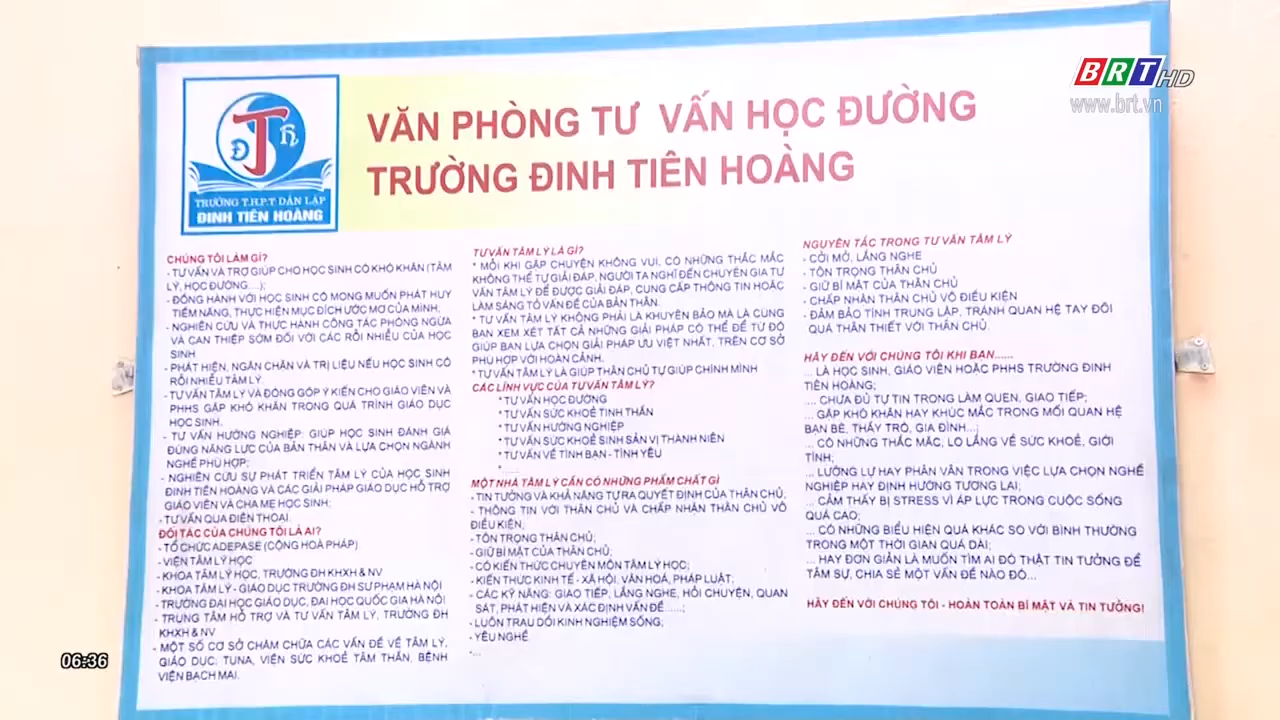 BRT HD
www.brt.vn
VĂN PHÒNG TƯ VẤN HỌC ĐƯỜNG
TRƯỜNG ĐINH TIÊN HOÀNG
Đ T H
TRƯỜNG T.H.P.T DÂN LẬP
ĐINH TIÊN HOÀNG
CHÚNG TÔI LÀM GÌ?
- TƯ VẤN VÀ TRỢ GIÚP CHO HỌC SINH CÓ KHÓ KHĂN (TÂM
LÝ, HỌC ĐƯỜNG....);
- ĐỒNG HÀNH VỚI HỌC SINH CÓ MONG MUỐN PHÁT HUY
TIỀM NĂNG, THỰC HIỆN MỤC ĐÍCH ƯỚC MƠ CỦA MÌNH;
- NGHIÊN CỨU VÀ THỰC HÀNH CÔNG TÁC PHÒNG NGỪA
VÀ CAN THIỆP SỚM ĐỐI VỚI CÁC RỐI NHIỄU CỦA HỌC
SINH
- PHÁT HIỆN, NGĂN CHẶN VÀ TRỊ LIỆU NẾU HỌC SINH CÓ
RỐI NHIỄU TÂM LÝ.
- TƯ VẤN TÂM LÝ VÀ ĐÓNG GÓP Ý KIẾN CHO GIÁO VIÊN VÀ
PHHS GẶP KHÓ KHĂN TRONG QUÁ TRÌNH GIÁO DỤC
HỌC SINH.
- TƯ VẤN HƯỚNG NGHIỆP: GIÚP HỌC SINH ĐÁNH GIÁ
ĐÚNG NĂNG LỰC CỦA BẢN THÂN VÀ LỰA CHỌN NGÀNH
NGHỀ PHÙ HỢP;
- NGHIÊN CỨU SỰ PHÁT TRIỂN TÂM LÝ CỦA HỌC SINH
ĐINH TIÊN HOÀNG VÀ CÁC GIẢI PHÁP GIÁO DỤC HỖ TRỢ
GIÁO VIÊN VÀ CHA MẸ HỌC SINH;
- TƯ VẤN QUA ĐIỆN THOẠI.
ĐỐI TÁC CỦA CHÚNG TÔI LÀ AI?
- TỔ CHỨC ADEPASE (CỘNG HOÀ PHÁP)
- VIỆN TÂM LÝ HỌC
- KHOA TÂM LÝ HỌC, TRƯỜNG ĐH KHXH & NV
- KHOA TÂM LÝ - GIÁO DỤC TRƯỜNG ĐH SƯ PHẠM HÀ NỘI
- TRƯỜNG ĐẠI HỌC GIÁO DỤC, ĐẠI HỌC QUỐC GIA HÀ NỘI
- TRUNG TÂM HỖ TRỢ VÀ TƯ VẤN TÂM LÝ, TRƯỜNG ĐH
KHXH & NV
- MỘT SỐ CƠ SỞ CHĂM CHỮA CÁC VẤN ĐỀ VỀ TÂM LÝ,
GIÁO DỤC: TUNA, VIỆN SỨC KHOẺ TÂM THẦN, BỆNH
VIỆN BẠCH MAI.
TƯ VẤN TÂM LÝ LÀ GÌ?
* MỖI KHI GẶP CHUYỆN KHÔNG VUI, CÓ NHỮNG THẮC MẮC
KHÔNG THỂ TỰ GIẢI ĐÁP, NGƯỜI TA NGHĨ ĐẾN CHUYÊN GIA TƯ
VẤN TÂM LÝ ĐỂ ĐƯỢC GIẢI ĐÁP, CUNG CẤP THÔNG TIN HOẶC
LÀM SÁNG TỎ VẤN ĐỀ CỦA BẢN THÂN.
* TƯ VẤN TÂM LÝ KHÔNG PHẢI LÀ KHUYÊN BẢO MÀ LÀ CÙNG
BẠN XEM XÉT TẤT CẢ NHỮNG GIẢI PHÁP CÓ THỂ ĐỂ TỪ ĐÓ
GIÚP BẠN LỰA CHỌN GIẢI PHÁP ƯU VIỆT NHẤT, TRÊN CƠ SỞ
PHÙ HỢP VỚI HOÀN CẢNH.
* TƯ VẤN TÂM LÝ LÀ GIÚP THÂN CHỦ TỰ GIÚP CHÍNH MÌNH
CÁC LĨNH VỰC CỦA TƯ VẤN TÂM LÝ?
* TƯ VẤN HỌC ĐƯỜNG
* TƯ VẤN SỨC KHOẺ TINH THẦN
* TƯ VẤN HƯỚNG NGHIỆP
* TƯ VẤN SỨC KHOẺ SINH SẢN VỊ THÀNH NIÊN
* TƯ VẤN VỀ TÌNH BẠN - TÌNH YÊU
*......
MỘT NHÀ TÂM LÝ CẦN CÓ NHỮNG PHẨM CHẤT GÌ
- TIN TƯỞNG VÀ KHẢ NĂNG TỰ RA QUYẾT ĐỊNH CỦA THÂN CHỦ;
- THÔNG TIN VỚI THÂN CHỦ VÀ CHẤP NHẬN THÂN CHỦ VÔ
ĐIỀU KIỆN;
- TÔN TRỌNG THÂN CHỦ;
- GIỮ BÍ MẬT CỦA THÂN CHỦ;
- CÓ KIẾN THỨC CHUYÊN MÔN TÂM LÝ HỌC;
- KIẾN THỨC KINH TẾ - XÃ HỘI, VĂN HOÁ, PHÁP LUẬT;
- CÁC KỸ NĂNG: GIAO TIẾP, LẮNG NGHE, HỎI CHUYỆN, QUAN
SÁT, PHÁT HIỆN VÀ XÁC ĐỊNH VẤN ĐỀ......;
- LUÔN TRAU DỒI KINH NGHIỆM SỐNG;
- YÊU NGHỀ
-...
NGUYÊN TẮC TRONG TƯ VẤN TÂM LÝ
- CỞI MỞ, LẮNG NGHE
- TÔN TRỌNG THÂN CHỦ
- GIỮ BÍ MẬT CỦA THÂN CHỦ
- CHẤP NHẬN THÂN CHỦ VÔ ĐIỀU KIỆN
- ĐẢM BẢO TÍNH TRUNG LẬP, TRÁNH QUAN HỆ TAY ĐÔI
QUÁ THÂN THIẾT VỚI THÂN CHỦ.
HÃY ĐẾN VỚI CHÚNG TÔI KHI BẠN......
... LÀ HỌC SINH, GIÁO VIÊN HOẶC PHHS TRƯỜNG ĐINH
TIÊN HOÀNG;
... CHƯA ĐỦ TỰ TIN TRONG LÀM QUEN, GIAO TIẾP;
... GẶP KHÓ KHĂN HAY KHÚC MẮC TRONG MỐI QUAN HỆ
BẠN BÈ, THẦY TRÒ, GIA ĐÌNH...;
... CÓ NHỮNG THẮC MẮC, LO LẮNG VỀ SỨC KHOẺ, GIỚI
TÍNH;
... LƯỠNG LỰ HAY PHÂN VÂN TRONG VIỆC LỰA CHỌN NGHỀ
NGHIỆP HAY ĐỊNH HƯỚNG TƯƠNG LAI;
... CẢM THẤY BỊ STRESS VÌ ÁP LỰC TRONG CUỘC SỐNG
QUÁ CAO;
... CÓ NHỮNG BIỂU HIỆN QUÁ KHÁC SO VỚI BÌNH THƯỜNG
TRONG MỘT THỜI GIAN QUÁ DÀI;
... HAY ĐƠN GIẢN LÀ MUỐN TÌM AI ĐÓ THẬT TIN TƯỞNG ĐỂ
TÂM SỰ, CHIA SẺ MỘT VẤN ĐỀ NÀO ĐÓ...
HÃY ĐẾN VỚI CHÚNG TÔI - HOÀN TOÀN BÍ MẬT VÀ TIN TƯỞNG!
06:36